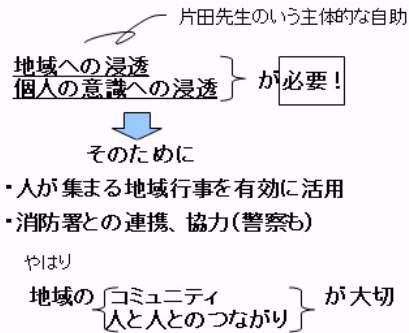 片田先生のいう主体的な自助
地域への浸透
個人の意識への浸透
が必要！
そのために
・人が集まる地域行事を有効に活用
・消防署との連携、協力（警察も）
やはり
地域の
コミュニティ
人と人とのつながり
が大切